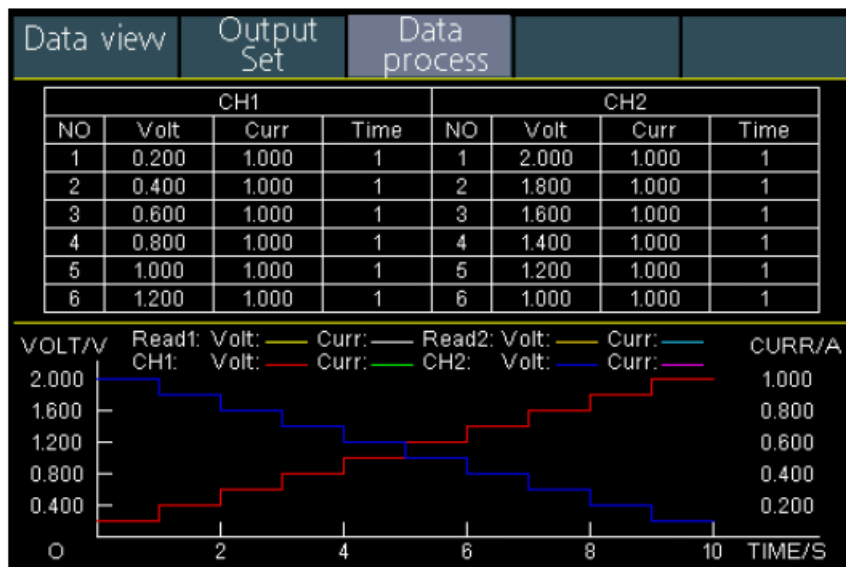 Data view Output Set Data process
CH1 CH2
NO Volt Curr Time NO Volt Curr Time
1 0.200 1.000 1 1 2.000 1.000 1
2 0.400 1.000 1 2 1.800 1.000 1
3 0.600 1.000 1 3 1.600 1.000 1
4 0.800 1.000 1 4 1.400 1.000 1
5 1.000 1.000 1 5 1.200 1.000 1
6 1.200 1.000 1 6 1.000 1.000 1
VOLT/V Read1: Volt: Curr: Read2: Volt: Curr: CURR/A
CH1: Volt: Curr: CH2: Volt: Curr:
2.000 1.000
1.600 0.800
1.200 0.600
0.800 0.400
0.400 0.200
O 2 4 6 8 10 TIME/S